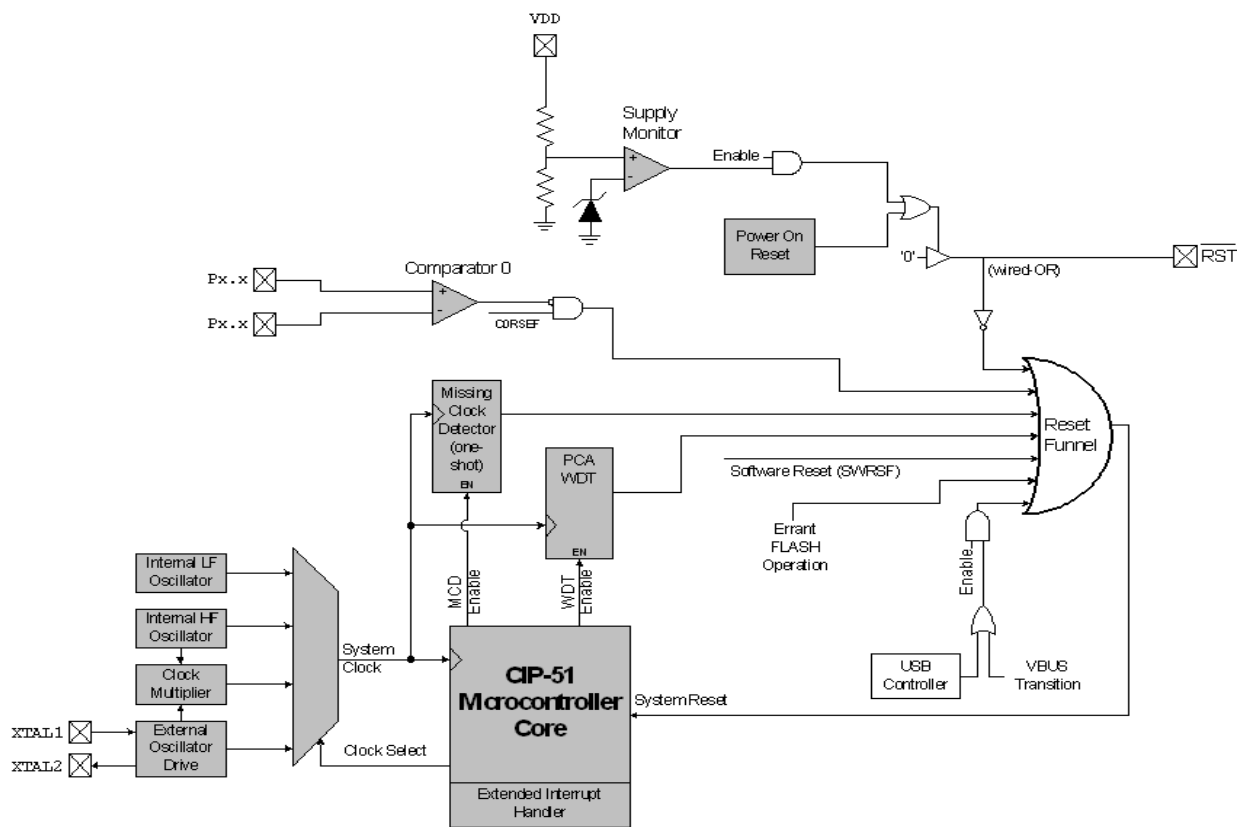 VDD
Supply
Monitor
Enable
+
-
Power On
Reset
'0'
(wired-OR)
RST
Px.x
Comparator 0
+
-
Px.x
C0RSEF
Missing
Clock
Detector
(one-
shot)
EN
PCA
WDT
EN
Reset
Funnel
Software Reset (SWRSF)
Errant
FLASH
Operation
Enable
MCD
Enable
WDT
Enable
Internal LF
Oscillator
Internal HF
Oscillator
Clock
Multiplier
System
Clock
XTAL1
XTAL2
External
Oscillator
Drive
Clock Select
CIP-51
Microcontroller
Core
System Reset
USB
Controller
VBUS
Transition
Extended Interrupt
Handler